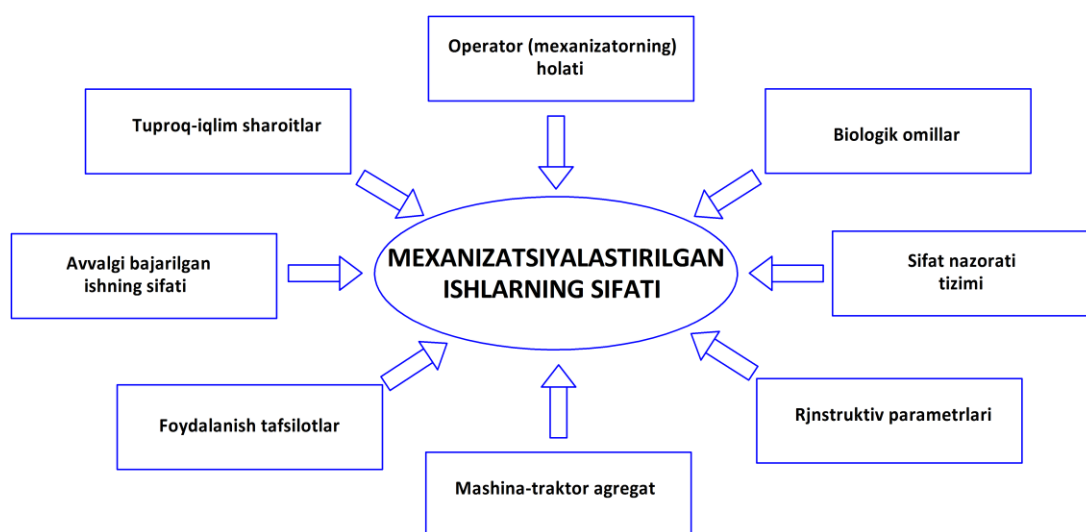 Operator (mexanizatorning)
holati
Tuproq-iqlim sharoitlar
Biologik omillar
MEXANIZATSIYALASTIRILGAN
ISHLARNING SIFATI
Avvalgi bajarilgan
ishning sifati
Sifat nazorati
tizimi
Foydalanish tafsilotlar
Rjnstruktiv parametrlari
Mashina-traktor agregat